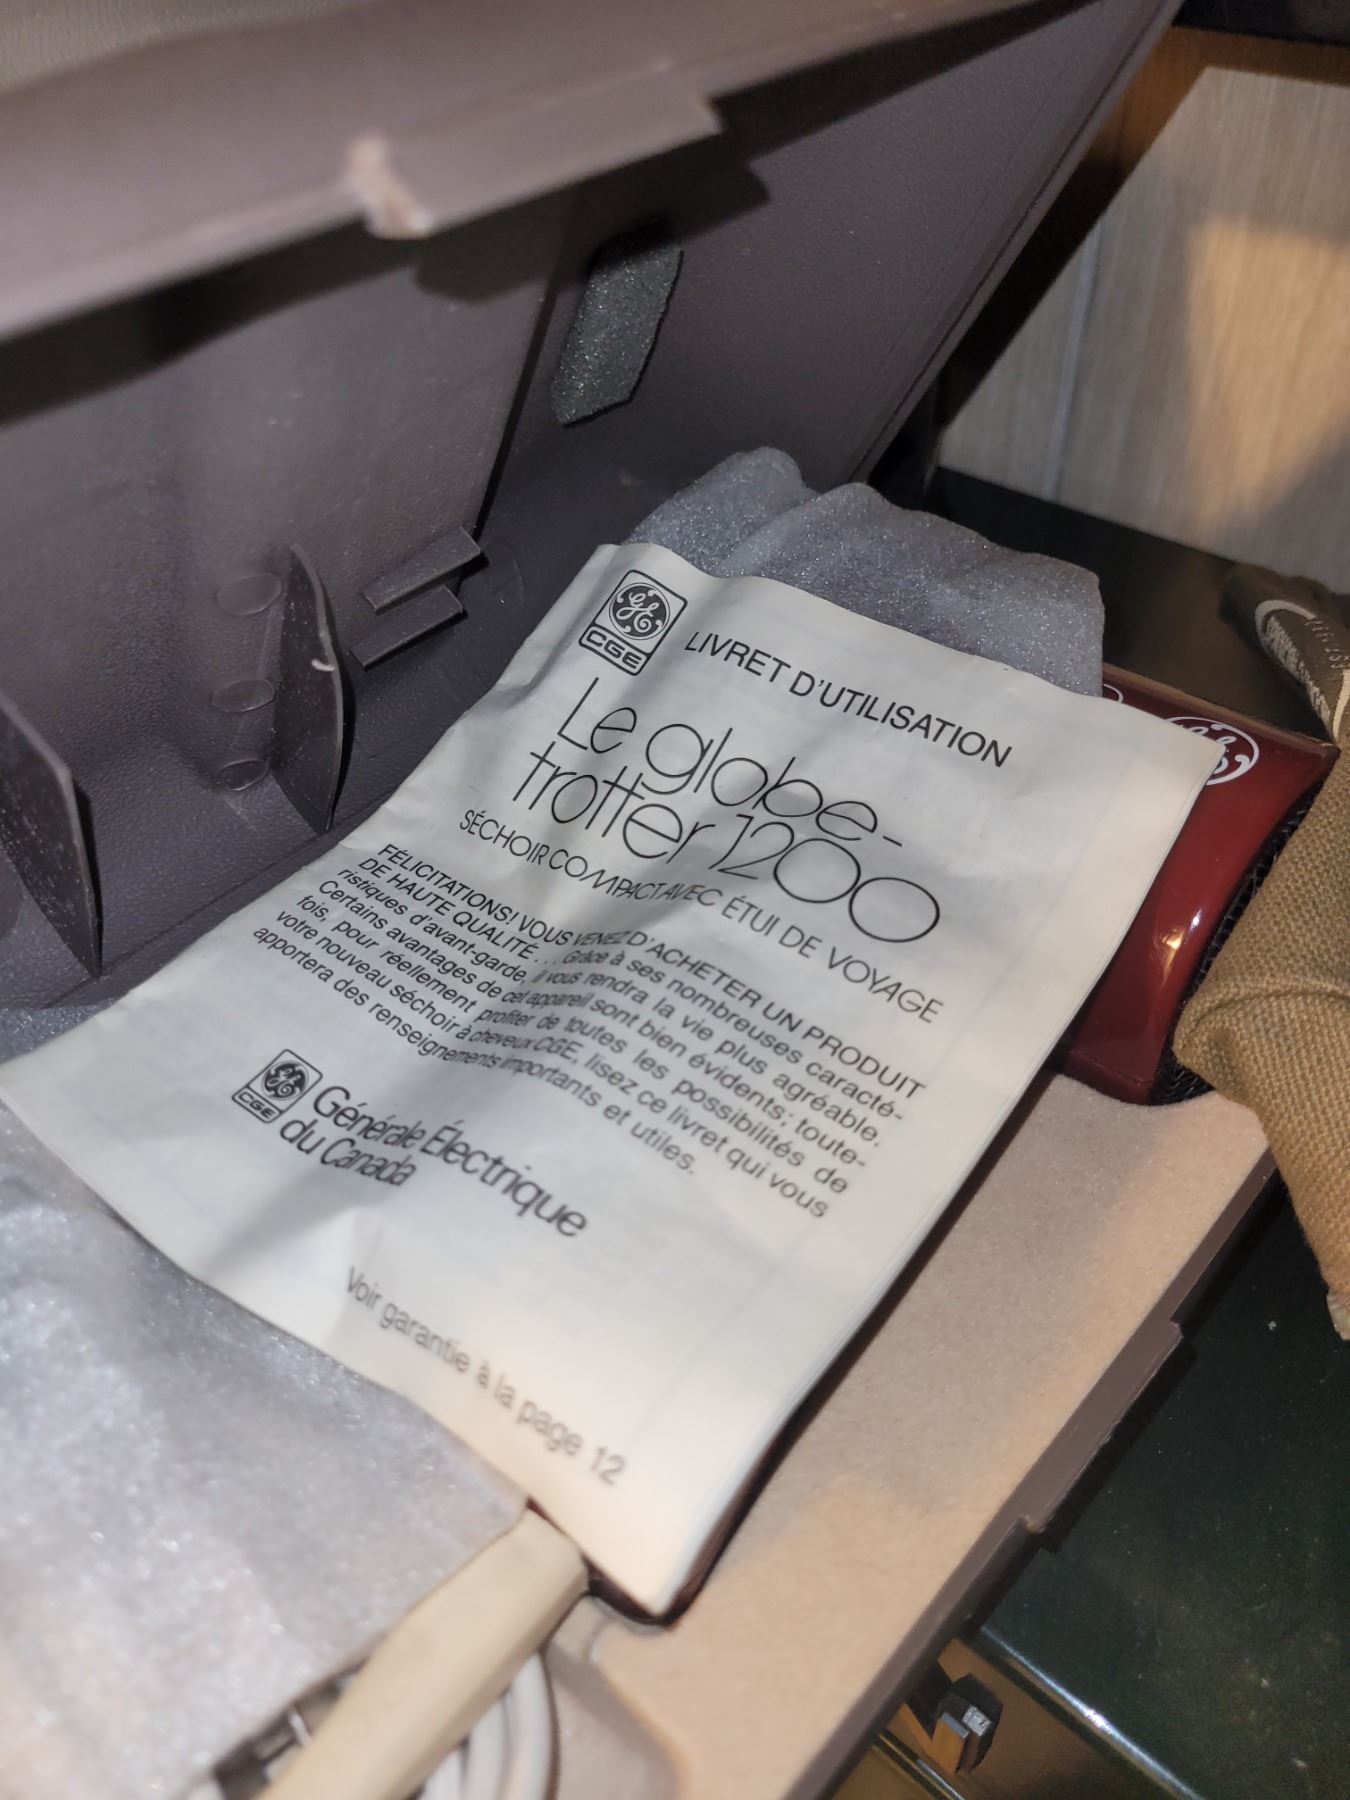 CGE
LIVRET D'UTILISATION
Le globe-
trotter 1200
SÉCHOIR COMPACT AVEC ÉTUI DE VOYAGE
FÉLICITATIONS! VOUS VENEZ D'ACHETER UN PRODUIT
DE HAUTE QUALITÉ... Grâce à ses nombreuses caracté-
ristiques d'avant-garde, il vous rendra la vie plus agréable.
Certains avantages de cet appareil sont bien évidents; toute-
fois, pour réellement profiter de toutes les possibilités de
votre nouveau séchoir à cheveux CGE, lisez ce livret qui vous
apportera des renseignements importants et utiles.
CGE
Générale Électrique
du Canada
Voir garantie à la page 12